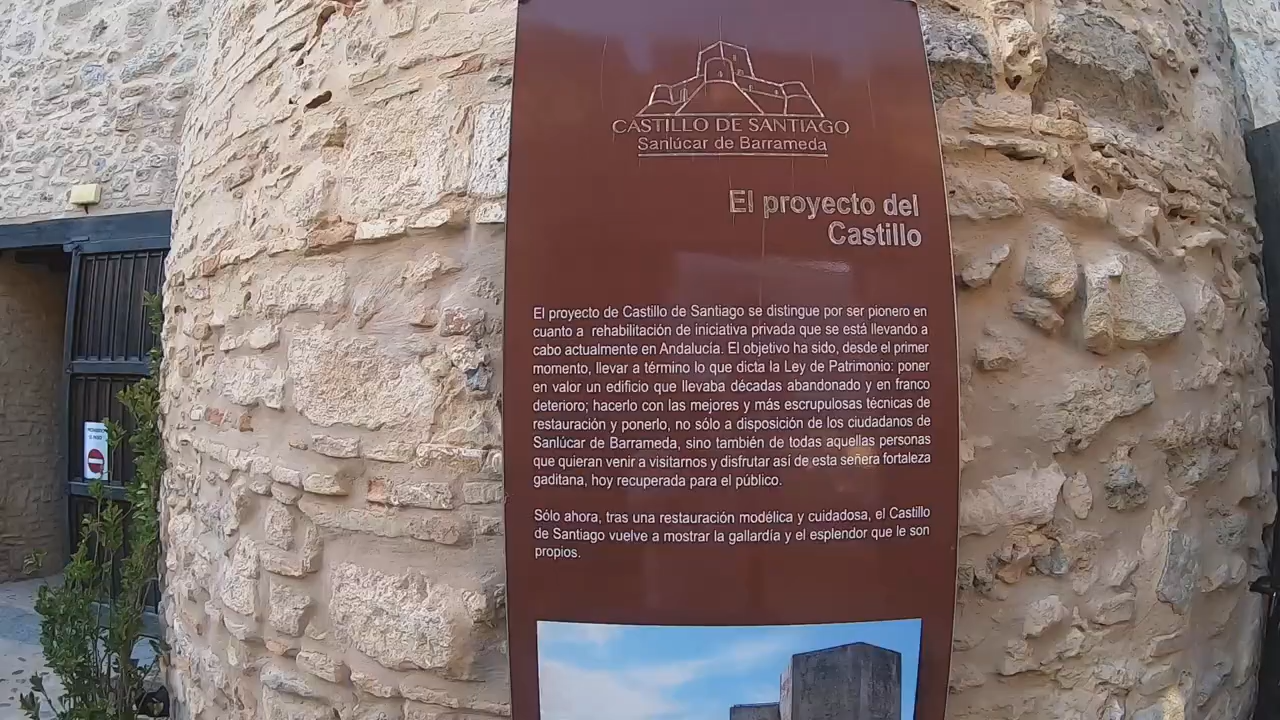 CASTILLO DE SANTIAGO
Sanlúcar de Barrameda
El proyecto del
Castillo
El proyecto de Castillo de Santiago se distingue por ser pionero en
cuanto a rehabilitación de iniciativa privada que se está llevando a
cabo actualmente en Andalucía. El objetivo ha sido, desde el primer
momento, llevar a término lo que dicta la Ley de Patrimonio: poner
en valor un edificio que llevaba décadas abandonado y en franco
deterioro; hacerlo con las mejores y más escrupulosas técnicas de
restauración y ponerlo, no sólo a disposición de los ciudadanos de
Sanlúcar de Barrameda, sino también de todas aquellas personas
que quieran venir a visitarnos y disfrutar así de esta señera fortaleza
gaditana, hoy recuperada para el público.
Sólo ahora, tras una restauración modélica y cuidadosa, el Castillo
de Santiago vuelve a mostrar la gallardía y el esplendor que le son
propios.